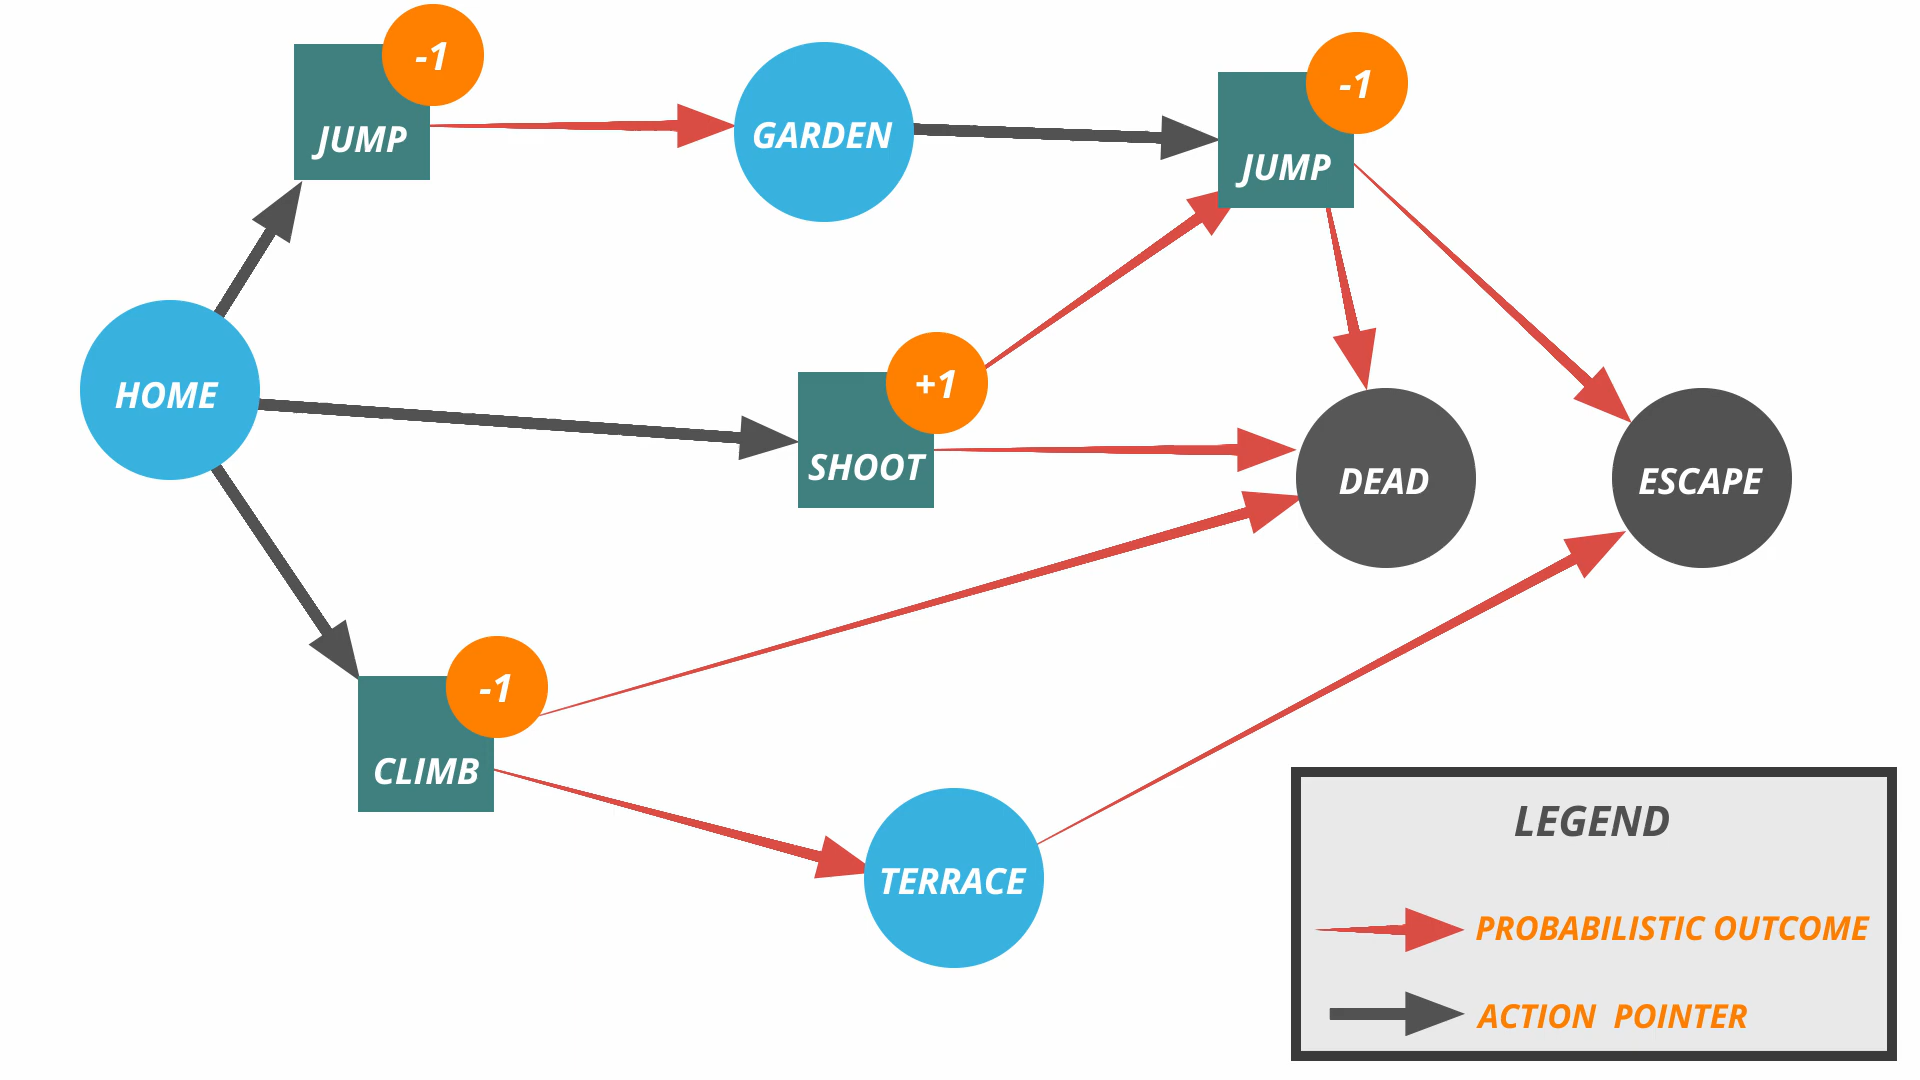 -1
JUMP
GARDEN
-1
JUMP
HOME
+1
SHOOT
DEAD
ESCAPE
-1
CLIMB
TERRACE
LEGEND
PROBABILISTIC OUTCOME
ACTION POINTER